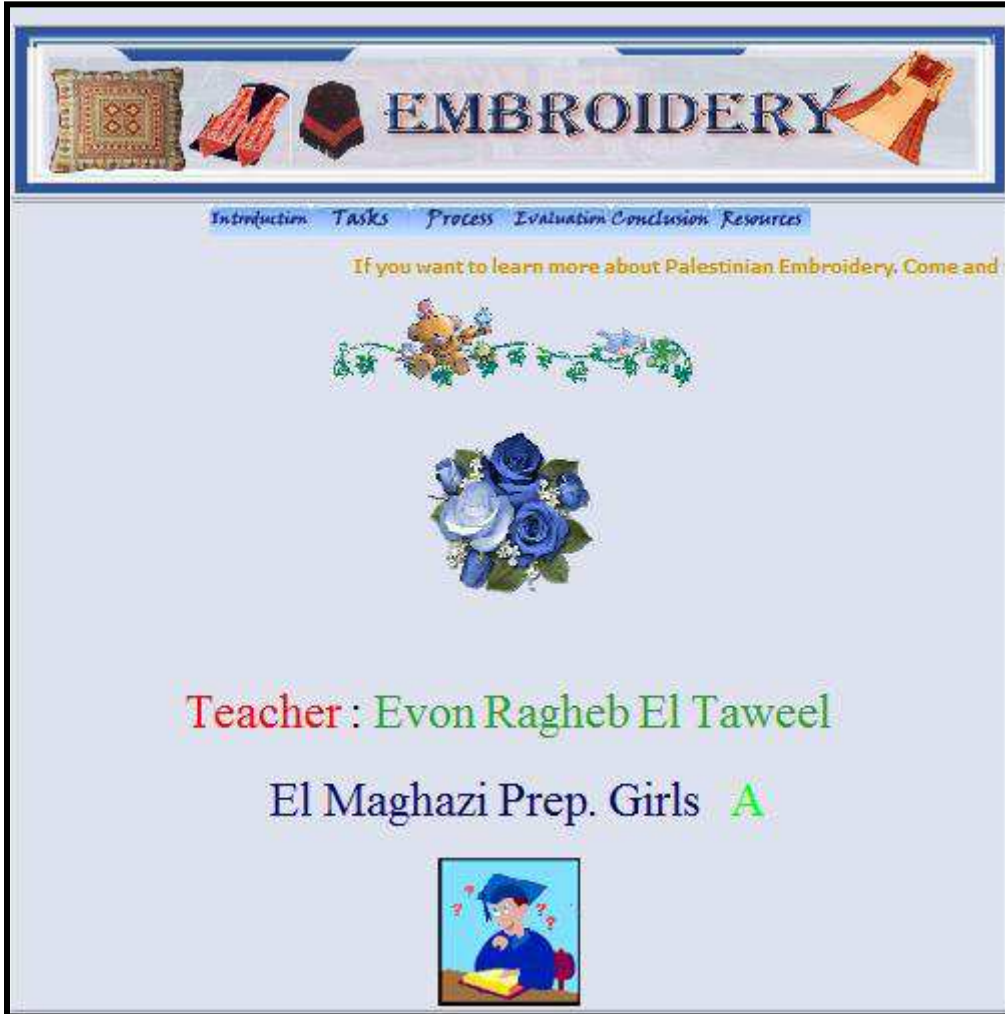 EMBROIDERY
Introduction Tasks Process Evaluation Conclusion Resources
If you want to learn more about Palestinian Embroidery. Come and
Teacher : Evon Ragheb El Taweel
El Maghazi Prep. Girls A
? ? ? ?